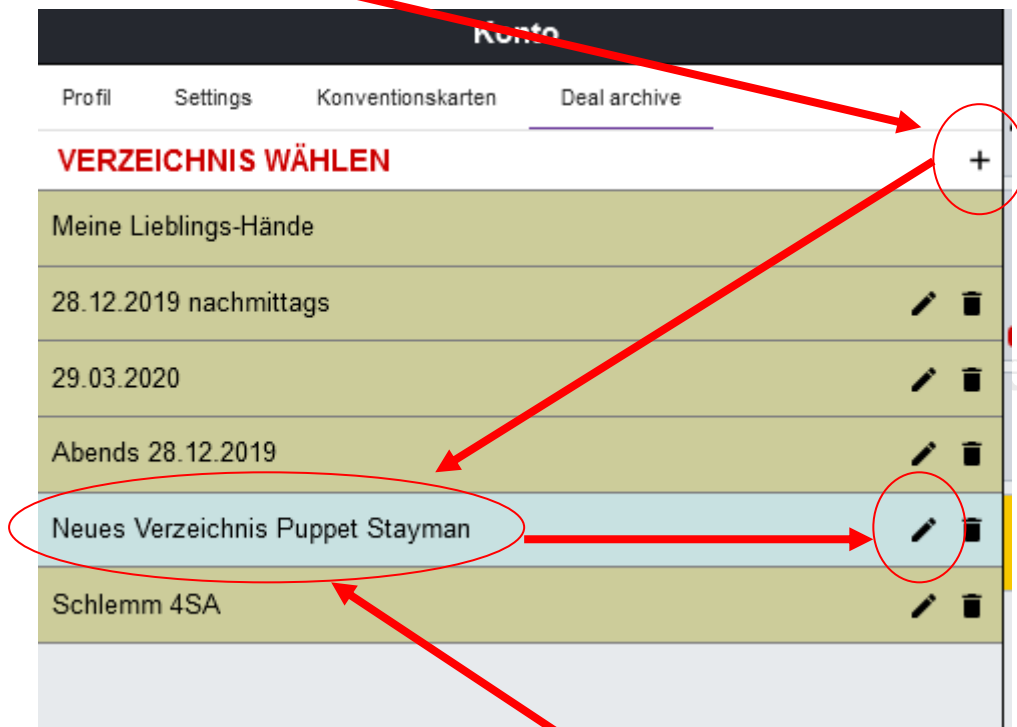 Konto
Profil Settings Konventionskarten Deal archive
VERZEICHNIS WÄHLEN +
Meine Lieblings-Hände
28.12.2019 nachmittags
29.03.2020
Abends 28.12.2019
Neues Verzeichnis Puppet Stayman
Schlemm 4SA